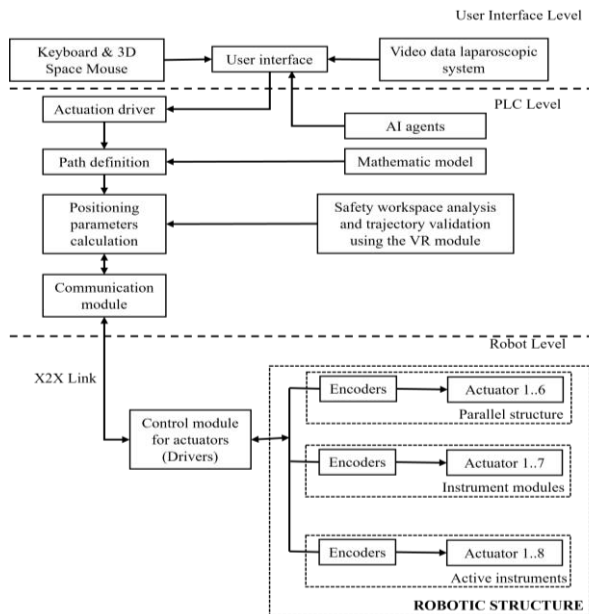 User Interface Level
Keyboard & 3D
Space Mouse
User interface
Video data laparoscopic
system
PLC Level
Actuation driver
AI agents
Path definition
Mathematic model
Positioning
parameters
calculation
Safety workspace analysis
and trajectory validation
using the VR module
Communication
module
Robot Level
X2X Link
Control module
for actuators
(Drivers)
Encoders
Actuator 1..6
Parallel structure
Encoders
Actuator 1..7
Instrument modules
Encoders
Actuator 1..8
Active instruments
ROBOTIC STRUCTURE